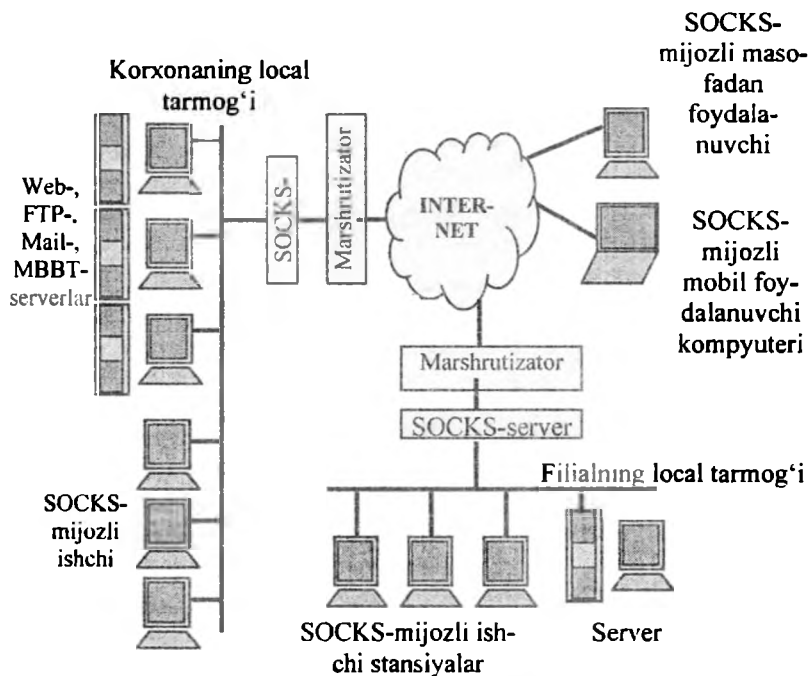 Korxonaning local
tarmog‘i
Web-,
FTP-,
Mail-,
MBBT-
serverlar
SOCKS-
mijozli
ishchi
SOCKS-
Marshrutizator
INTER-
NET
SOCKS-
mijozli maso-
fadan
foydala-
nuvchi
SOCKS-
mijozli
mobil foy-
dalanuvchi
kompyuteri
Marshrutizator
SOCKS-server
Filialning local tarmog‘i
SOCKS-mijozli ish-
chi stansiyalar
Server